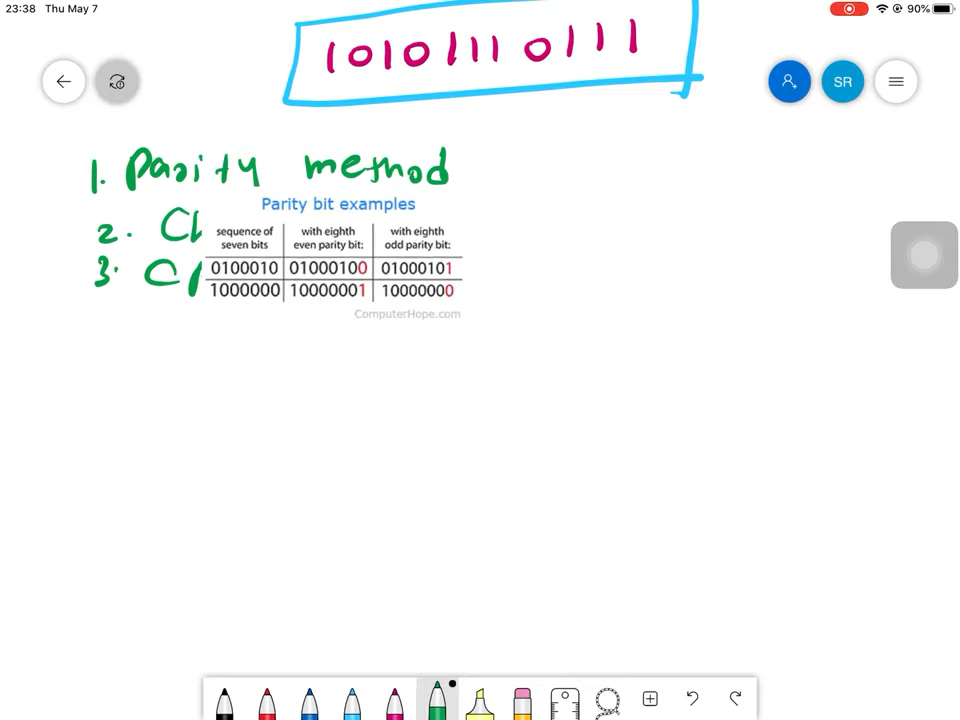 23:38 Thu May 7 90%
10101110111
SR
1. Parity method
Parity bit examples
2.
sequence of seven bits with eighth even parity bit: with eighth odd parity bit:
0100010 01000100 01000101
3.
1000000 10000001 10000000
ComputerHope.com